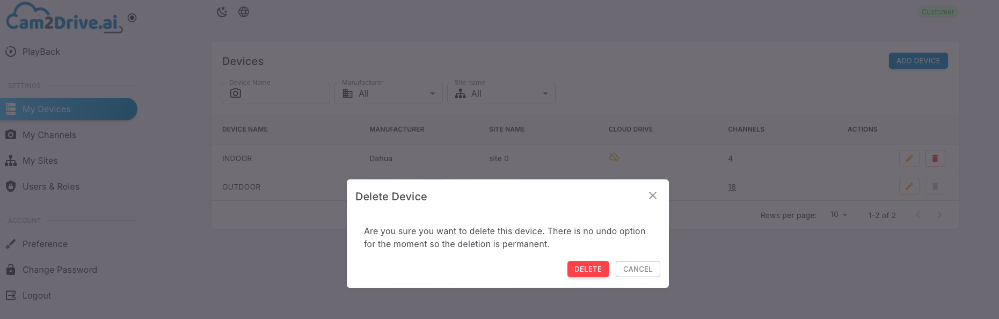 Cam2Drive.ai
Customer
PlayBack
SETTINGS
My Devices
My Channels
My Sites
Users & Roles
ACCOUNT
Preference
Change Password
Logout
Devices
ADD DEVICE
Device Name
Manufacturer
All
Site name
All
DEVICE NAME MANUFACTURER SITE NAME CLOUD DRIVE CHANNELS ACTIONS
INDOOR Dahua site 0 4
OUTDOOR 18
Rows per page: 10 1-2 of 2
Delete Device
Are you sure you want to delete this device. There is no undo option
for the moment so the deletion is permanent.
DELETE CANCEL